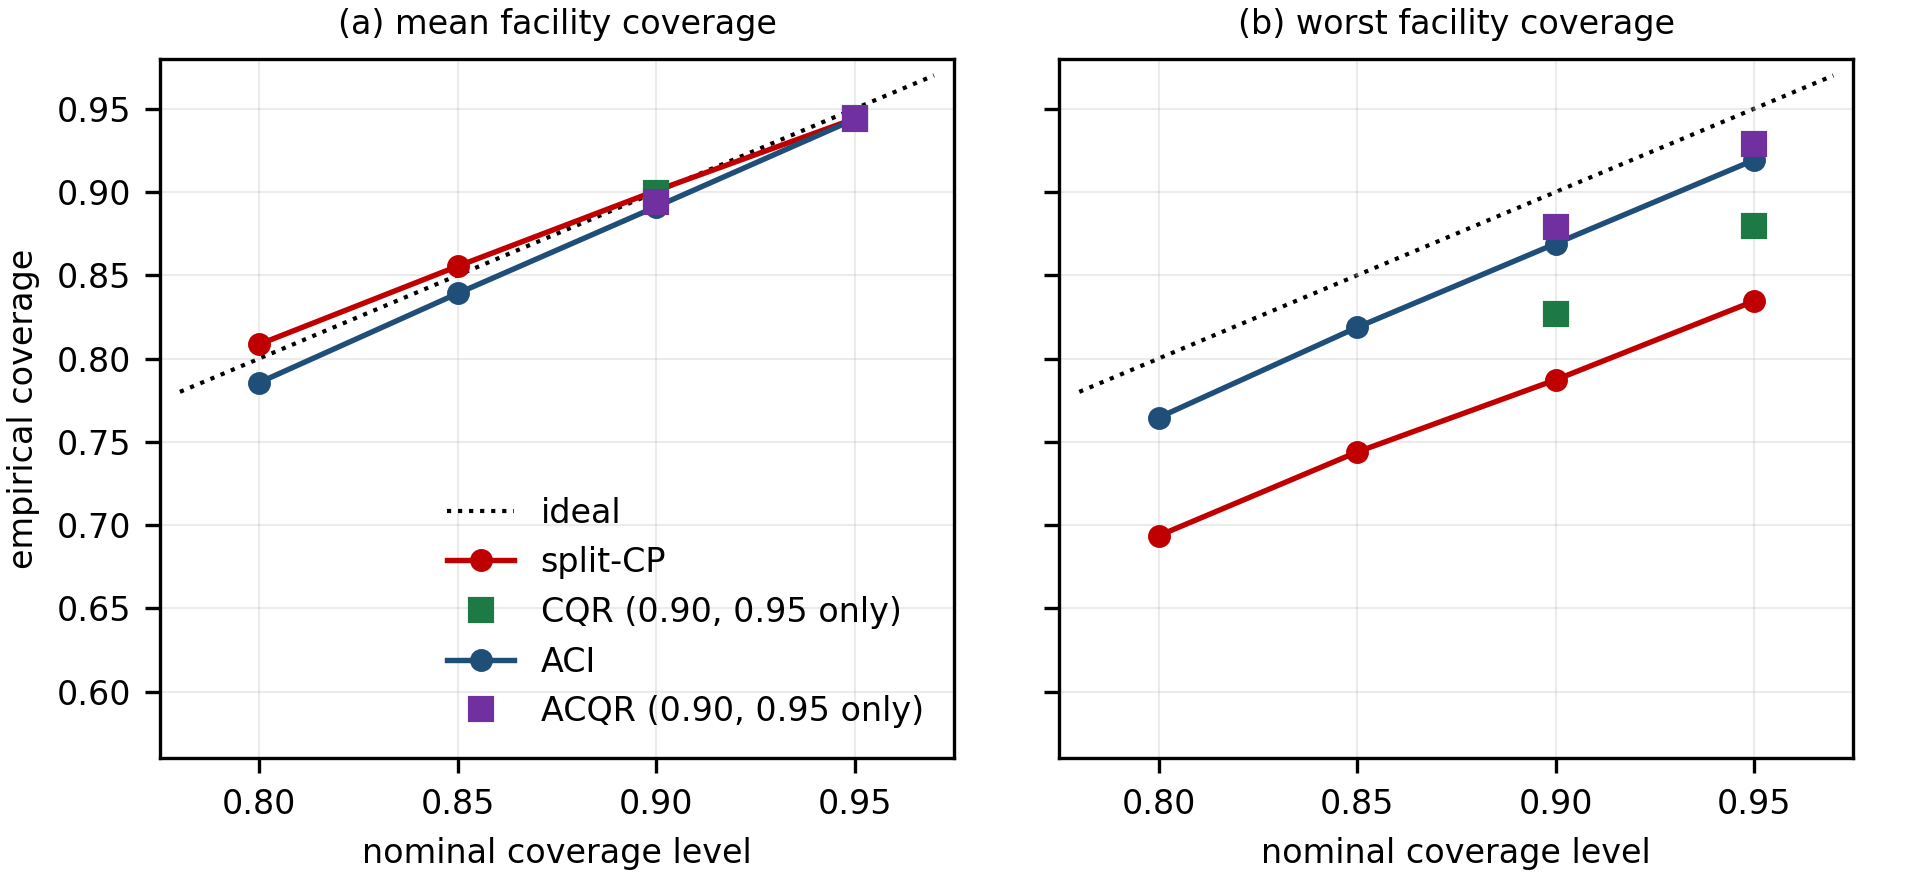 (a) mean facility coverage
(b) worst facility coverage
empirical coverage
0.95
0.90
0.85
0.80
0.75
0.70
0.65
0.60
ideal
split-CP
CQR (0.90, 0.95 only)
ACI
ACQR (0.90, 0.95 only)
0.80 0.85 0.90 0.95
nominal coverage level
0.80 0.85 0.90 0.95
nominal coverage level